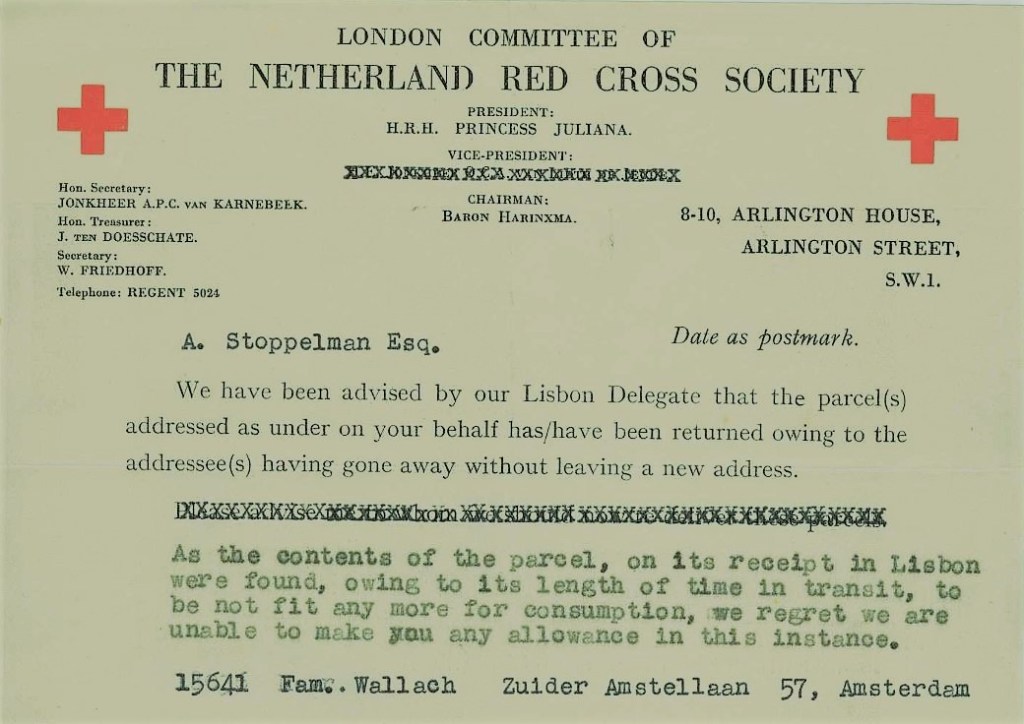 LONDON COMMITTEE OF
THE NETHERLAND RED CROSS SOCIETY
PRESIDENT:
H.R.H. PRINCESS JULIANA.
VICE-PRESIDENT:
CHAIRMAN:
BARON HARINXMA.
Hon. Secretary:
JONKHEER A.P.C. VAN KARNEBEEK.
Hon. Treasurer:
J. TEN DOESSCHATE.
Secretary:
W. FRIEDHOFF.
Telephone: REGENT 5024
8-10, ARLINGTON HOUSE,
ARLINGTON STREET,
S.W.1.
A. Stoppelman Esq.
Date as postmark.
We have been advised by our Lisbon Delegate that the parcel(s)
addressed as under on your behalf has/have been returned owing to the
addressee(s) having gone away without leaving a new address.
these parcels.
As the contents of the parcel, on its receipt in Lisbon
were found, owing to its length of time in transit, to
be not fit any more for consumption, we regret we are
unable to make you any allowance in this instance.
15641 Fam. Wallach Zuider Amstellaan 57, Amsterdam